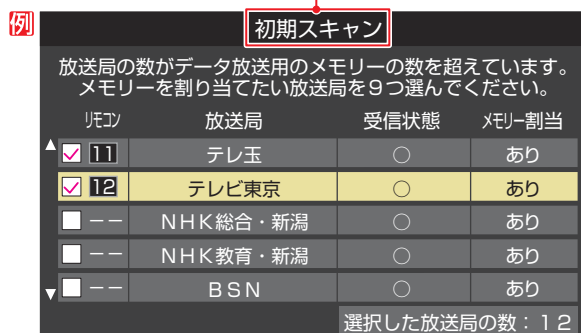 例
初期スキャン
放送局の数がデータ放送用のメモリーの数を超えています。
メモリーを割り当てたい放送局を9つ選んでください。
リモコン 放送局 受信状態 メモリー割当
11 テレ玉 ○ あり
12 テレビ東京 ○ あり
−− NHK総合・新潟 ○ あり
−− NHK教育・新潟 ○ あり
−− BSN ○ あり
選択した放送局の数：12